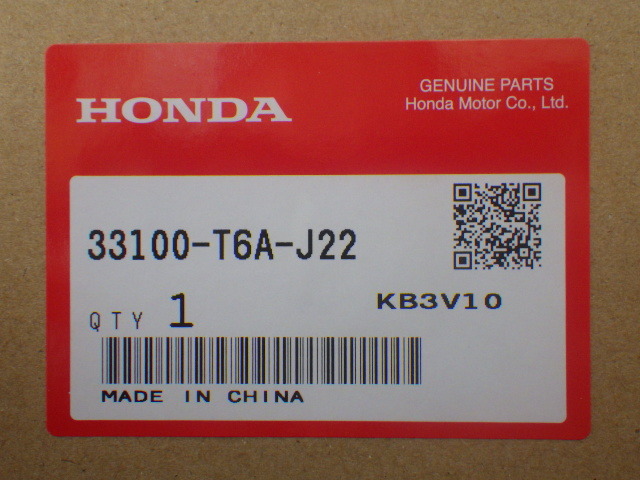 HONDA
GENUINE PARTS
Honda Motor Co., Ltd.
33100-T6A-J22
QTY 1
KB3V10
MADE IN CHINA